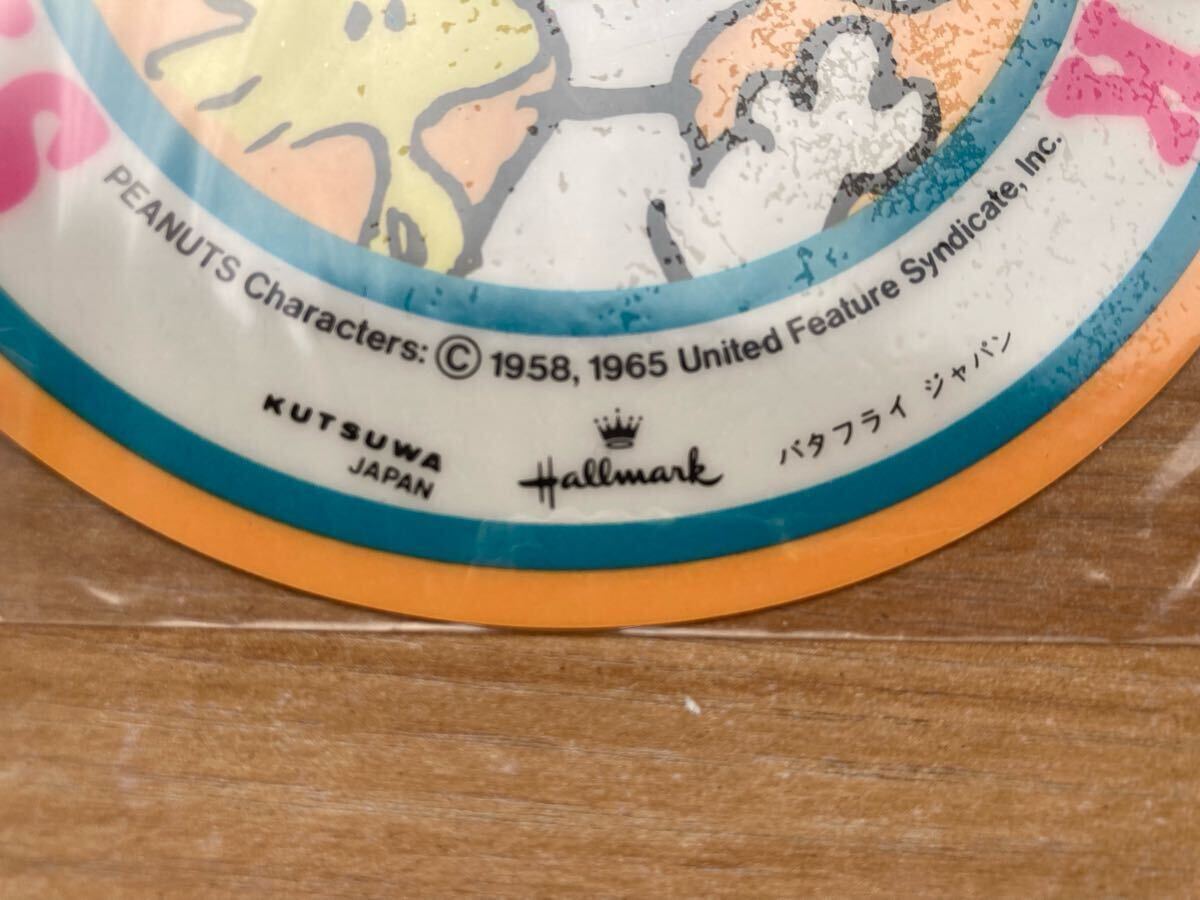 PEANUTS Characters: © 1958, 1965 United Feature Syndicate, Inc.
KUTSUWA
JAPAN
Hallmark
バタフライ ジャパン